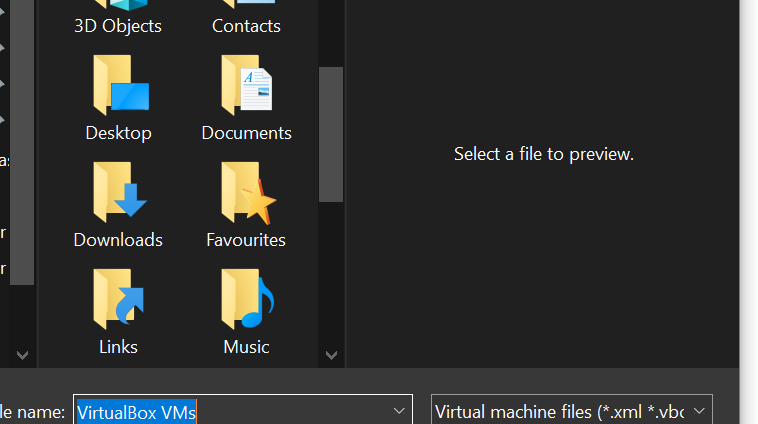 3D Objects
Contacts
Desktop
Documents
Select a file to preview.
Downloads
Favourites
Links
Music
le name:
VirtualBox VMs
Virtual machine files (*.xml *.vbo